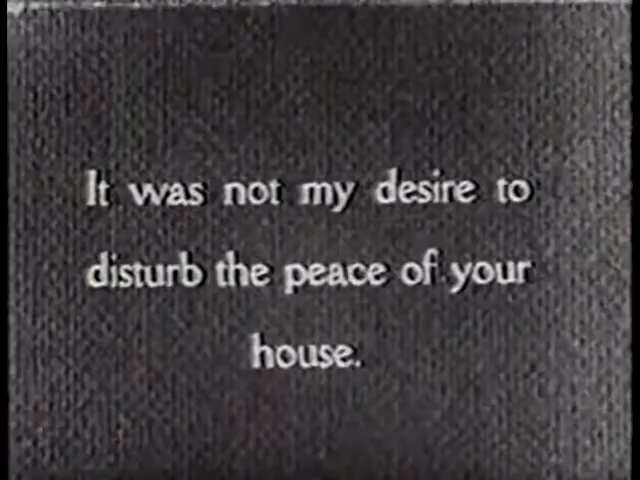 It was not my desire to
disturb the peace of your
house.